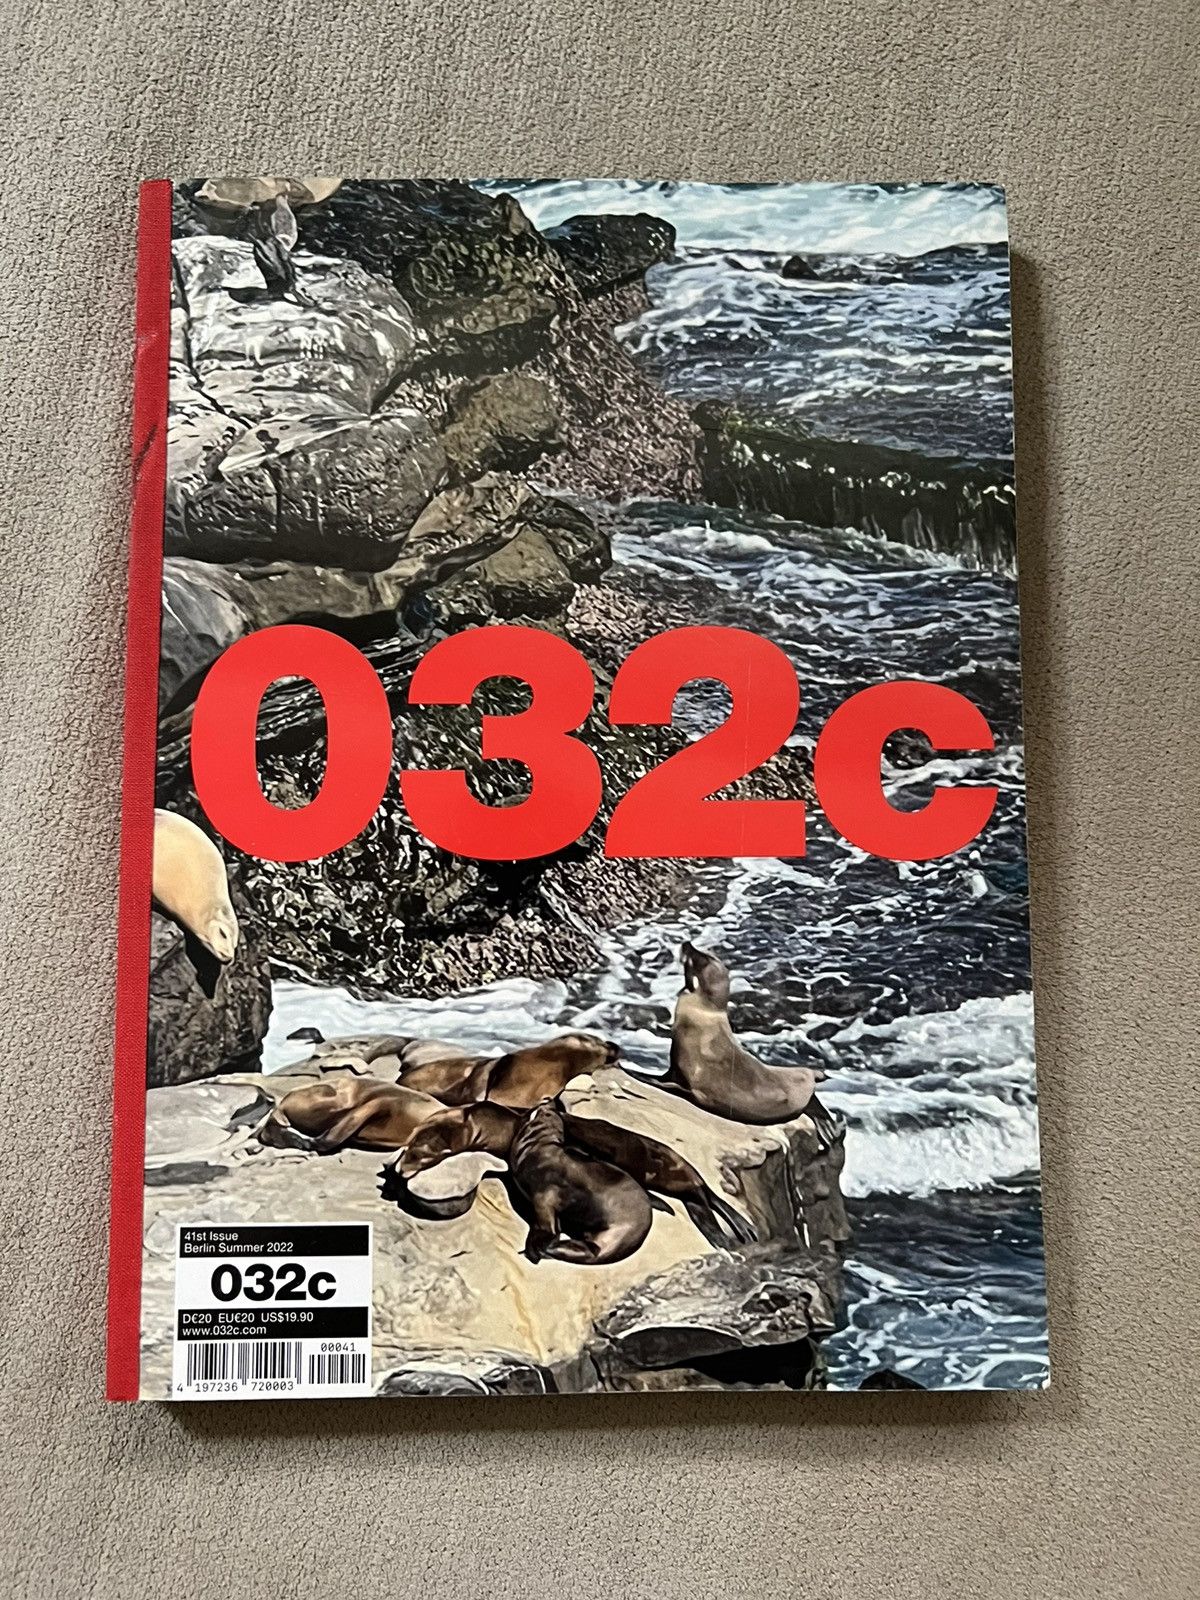 032c
41st Issue
Berlin Summer 2022
032c
D€20 EU€20 US$19.90
www.032c.com
00041
4 197236 720003